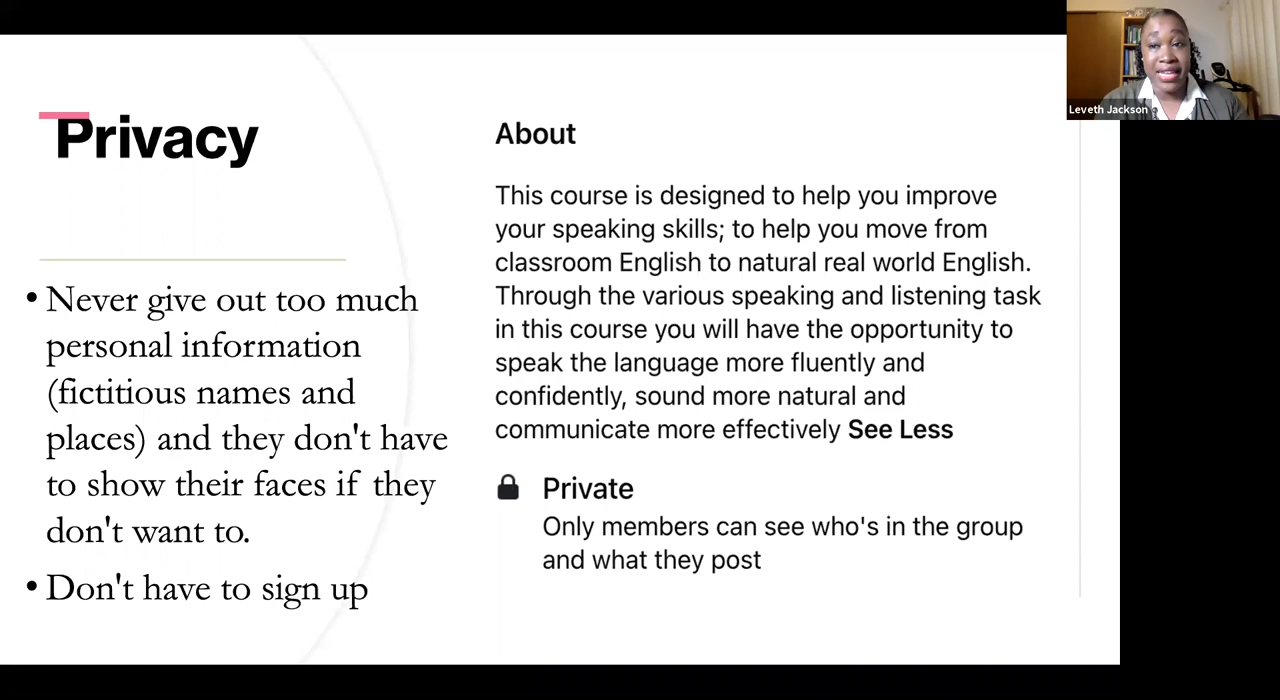 Privacy
• Never give out too much
personal information
(fictitious names and
places) and they don't have
to show their faces if they
don't want to.
• Don't have to sign up
About
This course is designed to help you improve
your speaking skills; to help you move from
classroom English to natural real world English.
Through the various speaking and listening task
in this course you will have the opportunity to
speak the language more fluently and
confidently, sound more natural and
communicate more effectively See Less
Private
Only members can see who's in the group
and what they post
Leveth Jackson